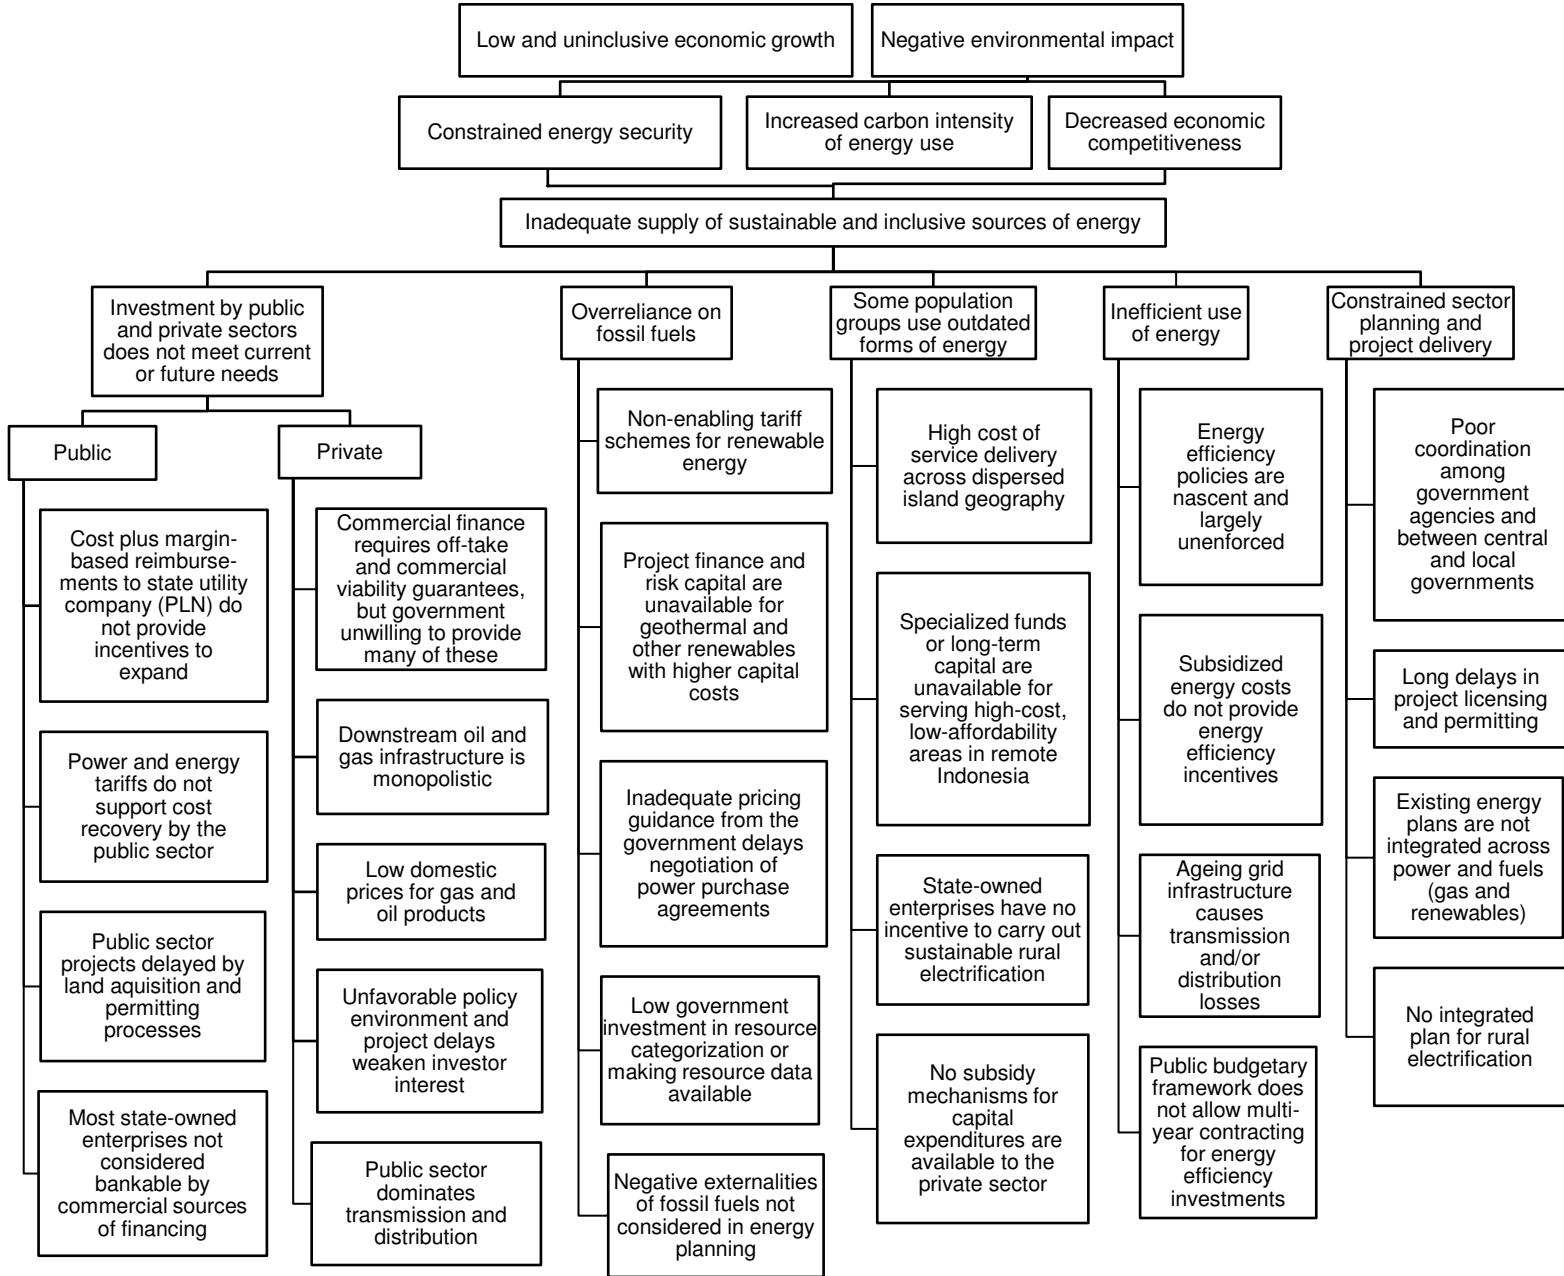 Low and uninclusive economic growth
Negative environmental impact
Constrained energy security
Increased carbon intensity
of energy use
Decreased economic
competitiveness
Inadequate supply of sustainable and inclusive sources of energy
Investment by public
and private sectors
does not meet current
or future needs
Public
Cost plus margin-
based reimburse-
ments to state utility
company (PLN) do
not provide
incentives to
expand
Power and energy
tariffs do not
support cost
recovery by the
public sector
Public sector
projects delayed by
land aquisition and
permitting
processes
Most state-owned
enterprises not
considered
bankable by
commercial sources
of financing
Private
Commercial finance
requires off-take
and commercial
viability guarantees,
but government
unwilling to provide
many of these
Downstream oil and
gas infrastructure is
monopolistic
Low domestic
prices for gas and
oil products
Unfavorable policy
environment and
project delays
weaken investor
interest
Public sector
dominates
transmission and
distribution
Overreliance on
fossil fuels
Non-enabling tariff
schemes for renewable
energy
Project finance and
risk capital are
unavailable for
geothermal and
other renewables
with higher capital
costs
Inadequate pricing
guidance from the
government delays
negotiation of
power purchase
agreements
Low government
investment in resource
categorization or
making resource data
available
Negative externalities
of fossil fuels not
considered in energy
planning
Some population
groups use outdated
forms of energy
High cost of
service delivery
across dispersed
island geography
Specialized funds
or long-term
capital are
unavailable for
serving high-cost,
low-affordability
areas in remote
Indonesia
State-owned
enterprises have no
incentive to carry out
sustainable rural
electrification
No subsidy
mechanisms for
capital
expenditures are
available to the
private sector
Inefficient use
of energy
Energy
efficiency
policies are
nascent and
largely
unenforced
Subsidized
energy costs
do not provide
energy
efficiency
incentives
Ageing grid
infrastructure
causes
transmission
and/or
distribution
losses
Public budgetary
framework does
not allow multi-
year contracting
for energy
efficiency
investments
Constrained sector
planning and
project delivery
Poor
coordination
among
government
agencies and
between central
and local
governments
Long delays in
project licensing
and permitting
Existing energy
plans are not
integrated across
power and fuels
(gas and
renewables)
No integrated
plan for rural
electrification